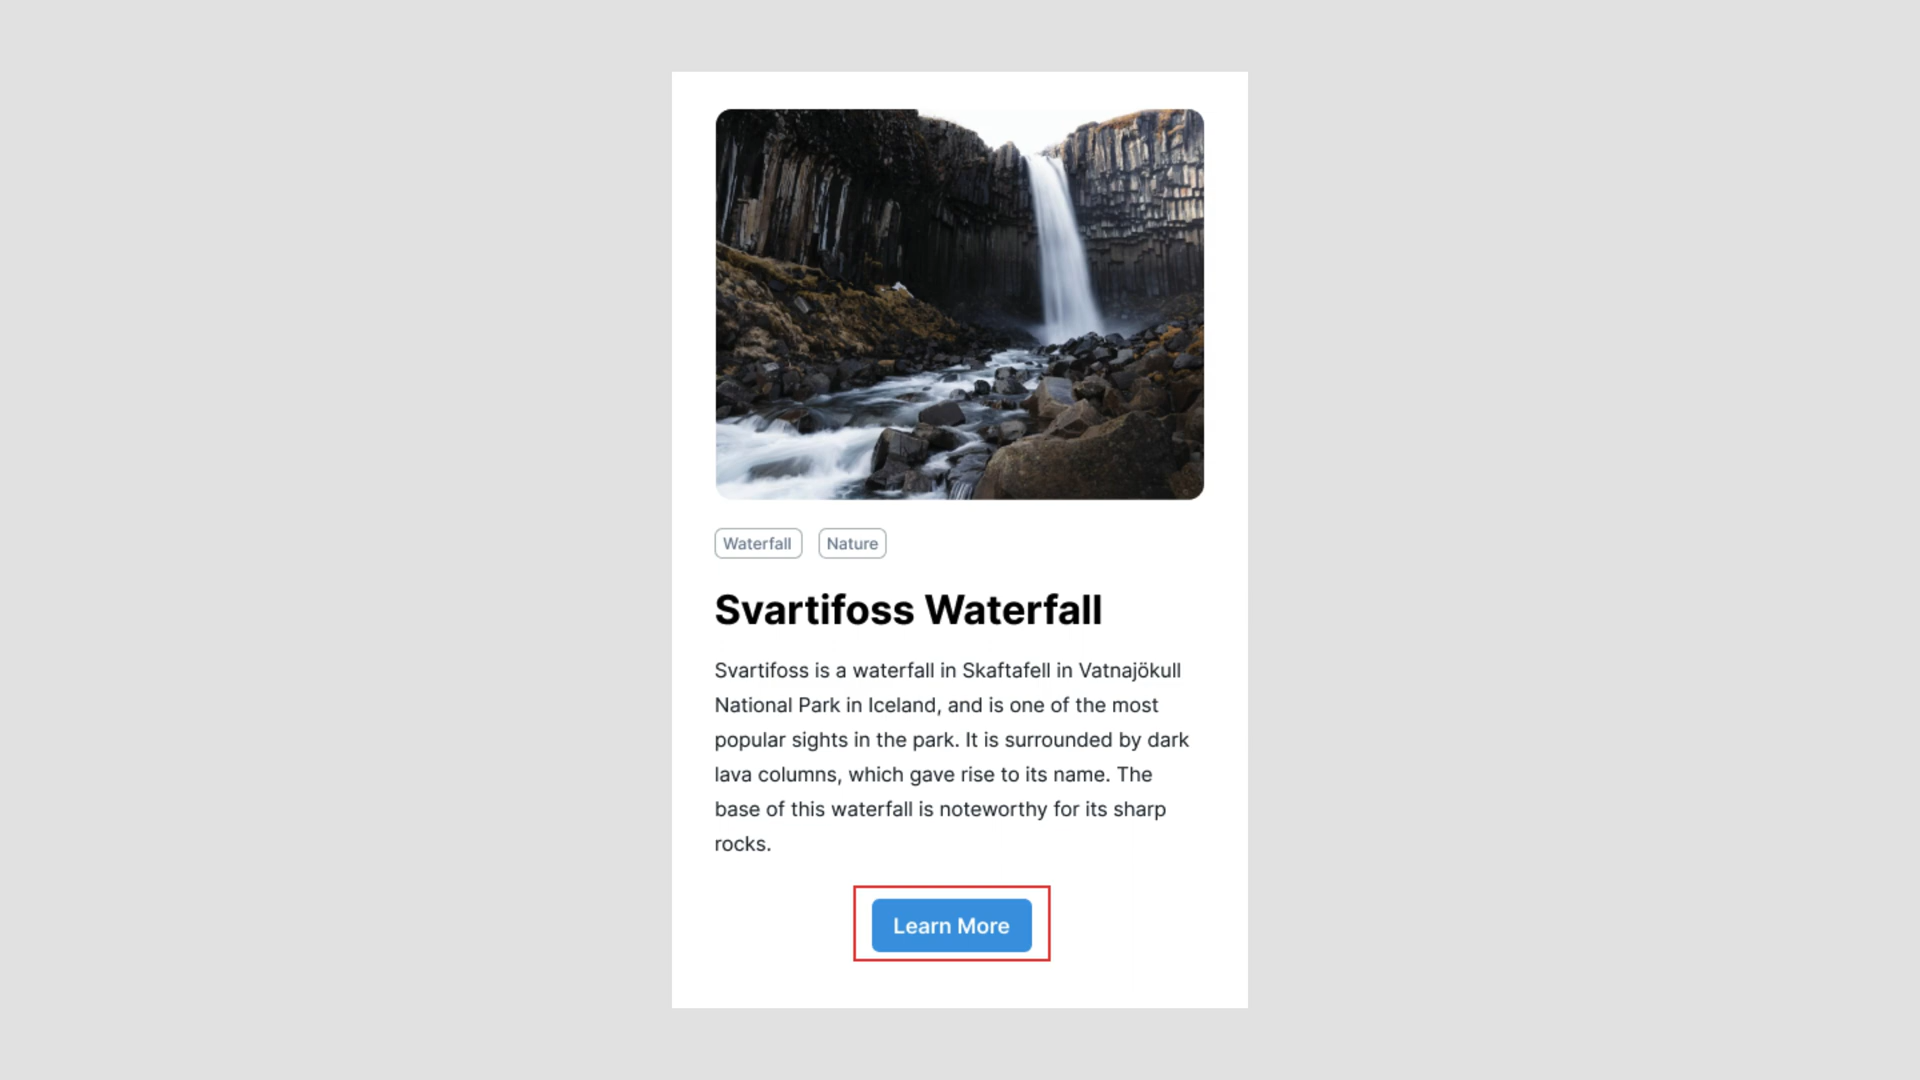 Waterfall Nature
Svartifoss Waterfall
Svartifoss is a waterfall in Skaftafell in Vatnajökull
National Park in Iceland, and is one of the most
popular sights in the park. It is surrounded by dark
lava columns, which gave rise to its name. The
base of this waterfall is noteworthy for its sharp
rocks.
Learn More